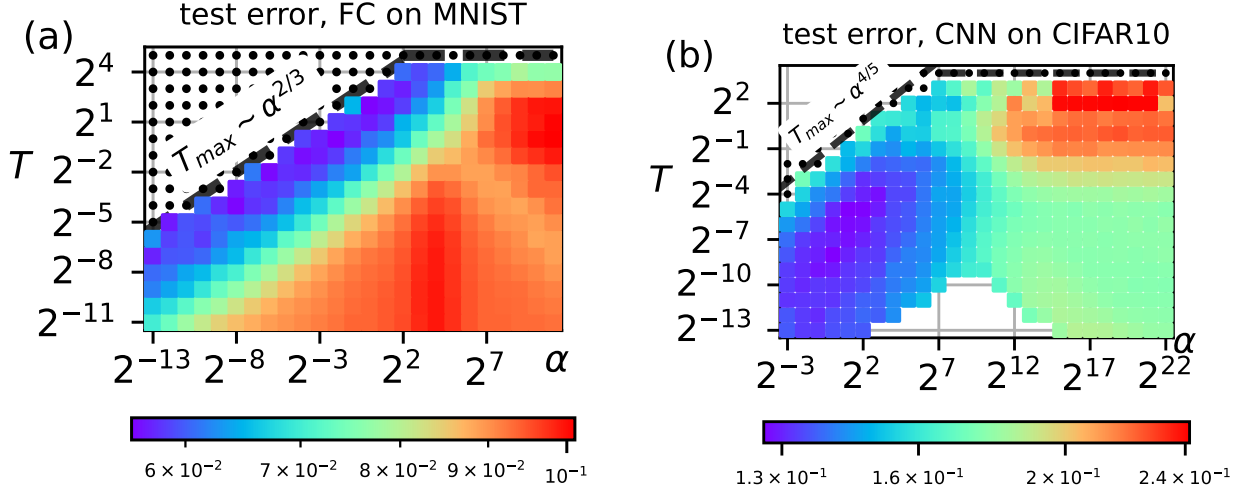 (a) test error, FC on MNIST
T_max ~ α^{2/3}
T
2^4
2^1
2^{-2}
2^{-5}
2^{-8}
2^{-11}
2^{-13} 2^{-8} 2^{-3} 2^2 2^7 α
6 × 10^{-2} 7 × 10^{-2} 8 × 10^{-2} 9 × 10^{-2} 10^{-1}
(b) test error, CNN on CIFAR10
T_max ~ α^{4/5}
T
2^2
2^{-1}
2^{-4}
2^{-7}
2^{-10}
2^{-13}
α
2^{-3} 2^2 2^7 2^{12} 2^{17} 2^{22}
1.3 × 10^{-1} 1.6 × 10^{-1} 2 × 10^{-1} 2.4 × 10^{-1}